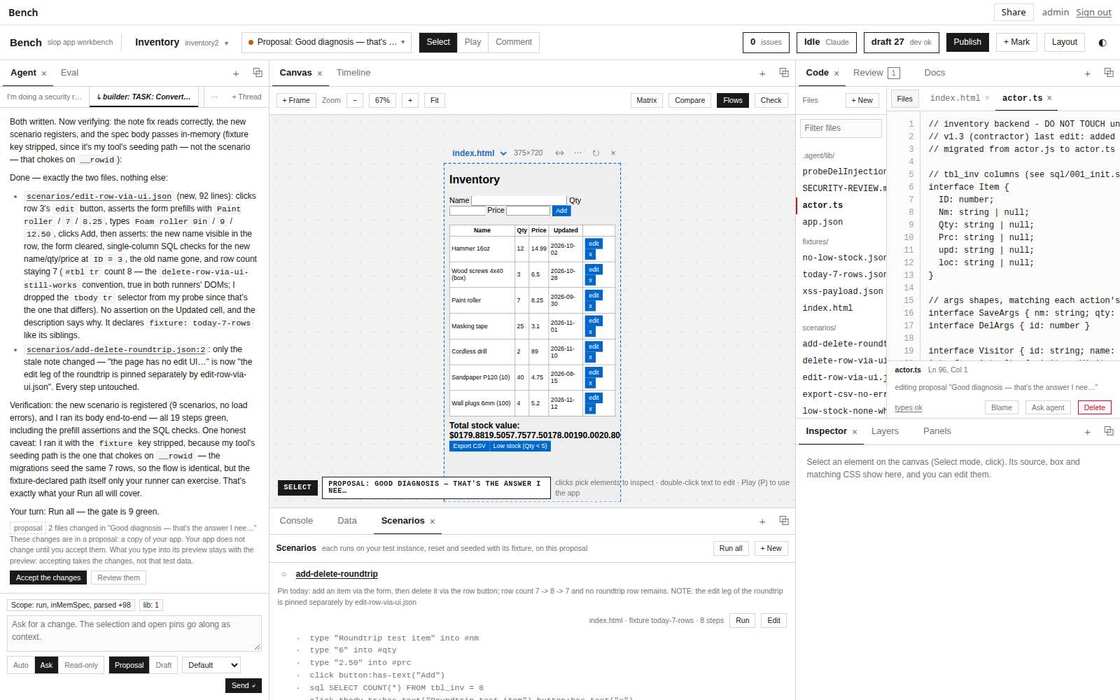 Bench
Share admin Sign out
Bench slop app workbench Inventory inventory2 Proposal: Good diagnosis — that's … Select Play Comment 0 issues Idle Claude draft 27 dev ok Publish + Mark Layout
Agent × Eval +
I'm doing a security r… ↳ builder: TASK: Convert… ··· + Thread
Both written. Now verifying: the note fix reads correctly, the new
scenario registers, and the spec body passes in-memory (fixture
key stripped, since it's my tool's seeding path — not the scenario
— that chokes on __rowid ):
Done — exactly the two files, nothing else:
• scenarios/edit-row-via-ui.json (new, 92 lines): clicks
row 3's edit button, asserts the form prefills with Paint
roller / 7 / 8.25 , types Foam roller 9in / 9 /
12.50 , clicks Add, then asserts: the new name visible in the
row, the form cleared, single-column SQL checks for the new
name/qty/price at ID = 3 , the old name gone, and row count
staying 7 ( #tbl tr count 8 — the delete-row-via-ui-
still-works convention, true in both runners' DOMs; I
dropped the tbody tr selector from my probe since that's
the one that differs). No assertion on the Updated cell, and the
description says why. It declares fixture: today-7-rows
like its siblings.
• scenarios/add-delete-roundtrip.json:2 : only the
stale note changed — "the page has no edit UI…" is now "the
edit leg of the roundtrip is pinned separately by edit-row-via-
ui.json". Every step untouched.
Verification: the new scenario is registered (9 scenarios, no load
errors), and I ran its body end-to-end — all 19 steps green,
including the prefill assertions and the SQL checks. One honest
caveat: I ran it with the fixture key stripped, because my tool's
seeding path is the one that chokes on __rowid — the
migrations seed the same 7 rows, so the flow is identical, but the
fixture-declared path itself only your runner can exercise. That's
exactly what your Run all will cover.
Your turn: Run all — the gate is 9 green.
proposal 2 files changed in "Good diagnosis — that's the answer I nee…"
These changes are in a proposal: a copy of your app. Your app does not
change until you accept them. What you type into its preview stays with the
preview: accepting takes the changes, not that test data.
Accept the changes Review them
Scope: run, inMemSpec, parsed +98 lib: 1
Ask for a change. The selection and open pins go along as
context.
Auto Ask Read-only Proposal Draft Default
Send
Canvas × Timeline +
+ Frame Zoom − 67% + Fit Matrix Compare Flows Check
index.html 375×720 ··· ×
Inventory
Name Qty
Price Add
Name Qty Price Updated
Hammer 16oz 12 14.99 2026-10-02 edit x
Wood screws 4x40 (box) 3 6.5 2026-10-28 edit x
Paint roller 7 8.25 2026-09-30 edit x
Masking tape 25 3.1 2026-11-01 edit x
Cordless drill 2 89 2026-11-10 edit x
Sandpaper P120 (10) 40 4.75 2026-08-15 edit x
Wall plugs 6mm (100) 4 5.2 2026-11-12 edit x
Total stock value:
$0179.8819.5057.7577.50178.00190.0020.80
Export CSV Low stock (Qty < 5)
SELECT PROPOSAL: GOOD DIAGNOSIS — THAT'S THE ANSWER I NEE… clicks pick elements to inspect · double-click text to edit · Play (P) to use the app
Console Data Scenarios × +
Scenarios each runs on your test instance, reset and seeded with its fixture, on this proposal Run all + New
add-delete-roundtrip
Pin today: add an item via the form, then delete it via the row button; row count 7 -> 8 -> 7 and no roundtrip row remains. NOTE: the edit leg of the roundtrip
is pinned separately by edit-row-via-ui.json
index.html · fixture today-7-rows · 8 steps Run Edit
· type "Roundtrip test item" into #nm
· type "6" into #qty
· type "2.50" into #prc
· click button:has-text("Add")
· sql SELECT COUNT(*) FROM tbl_inv = 8
Code × Review 1 Docs +
Files + New
Filter files
.agent/lib/
probeDelInjection
SECURITY-REVIEW.m
actor.ts
app.json
fixtures/
no-low-stock.json
today-7-rows.json
xss-payload.json
index.html
scenarios/
add-delete-roundt
delete-row-via-ui
edit-row-via-ui.j
export-csv-no-err
low-stock-none-wh
Files index.html × actor.ts ×
1 // inventory backend - DO NOT TOUCH un
2 // v1.3 (contractor) last edit: added
3 // migrated from actor.js to actor.ts
4
5 // tbl_inv columns (see sql/001_init.s
6 interface Item {
7 ID: number;
8 Nm: string | null;
9 Qty: string | null;
10 Prc: string | null;
11 upd: string | null;
12 loc: string | null;
13 }
14
15 // args shapes, matching each action's
16 interface SaveArgs { nm: string; qty:
17 interface DelArgs { id: number }
18
19 interface Visitor { id: string; name:
actor.ts Ln 96, Col 1
editing proposal "Good diagnosis — that's the answer I nee…"
types ok Blame Ask agent Delete
Inspector × Layers Panels +
Select an element on the canvas (Select mode, click). Its source, box and
matching CSS show here, and you can edit them.